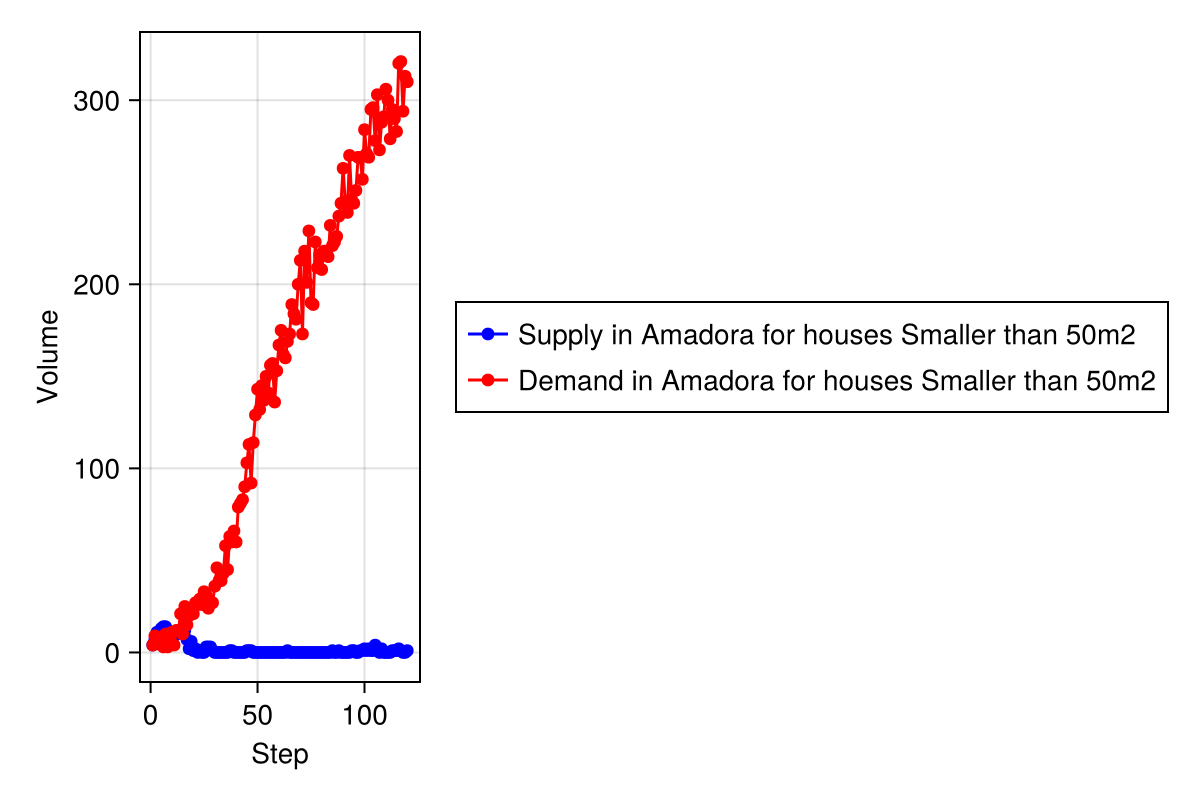 300
200
100
0
Volume
0 50 100
Step
Supply in Amadora for houses Smaller than 50m2
Demand in Amadora for houses Smaller than 50m2